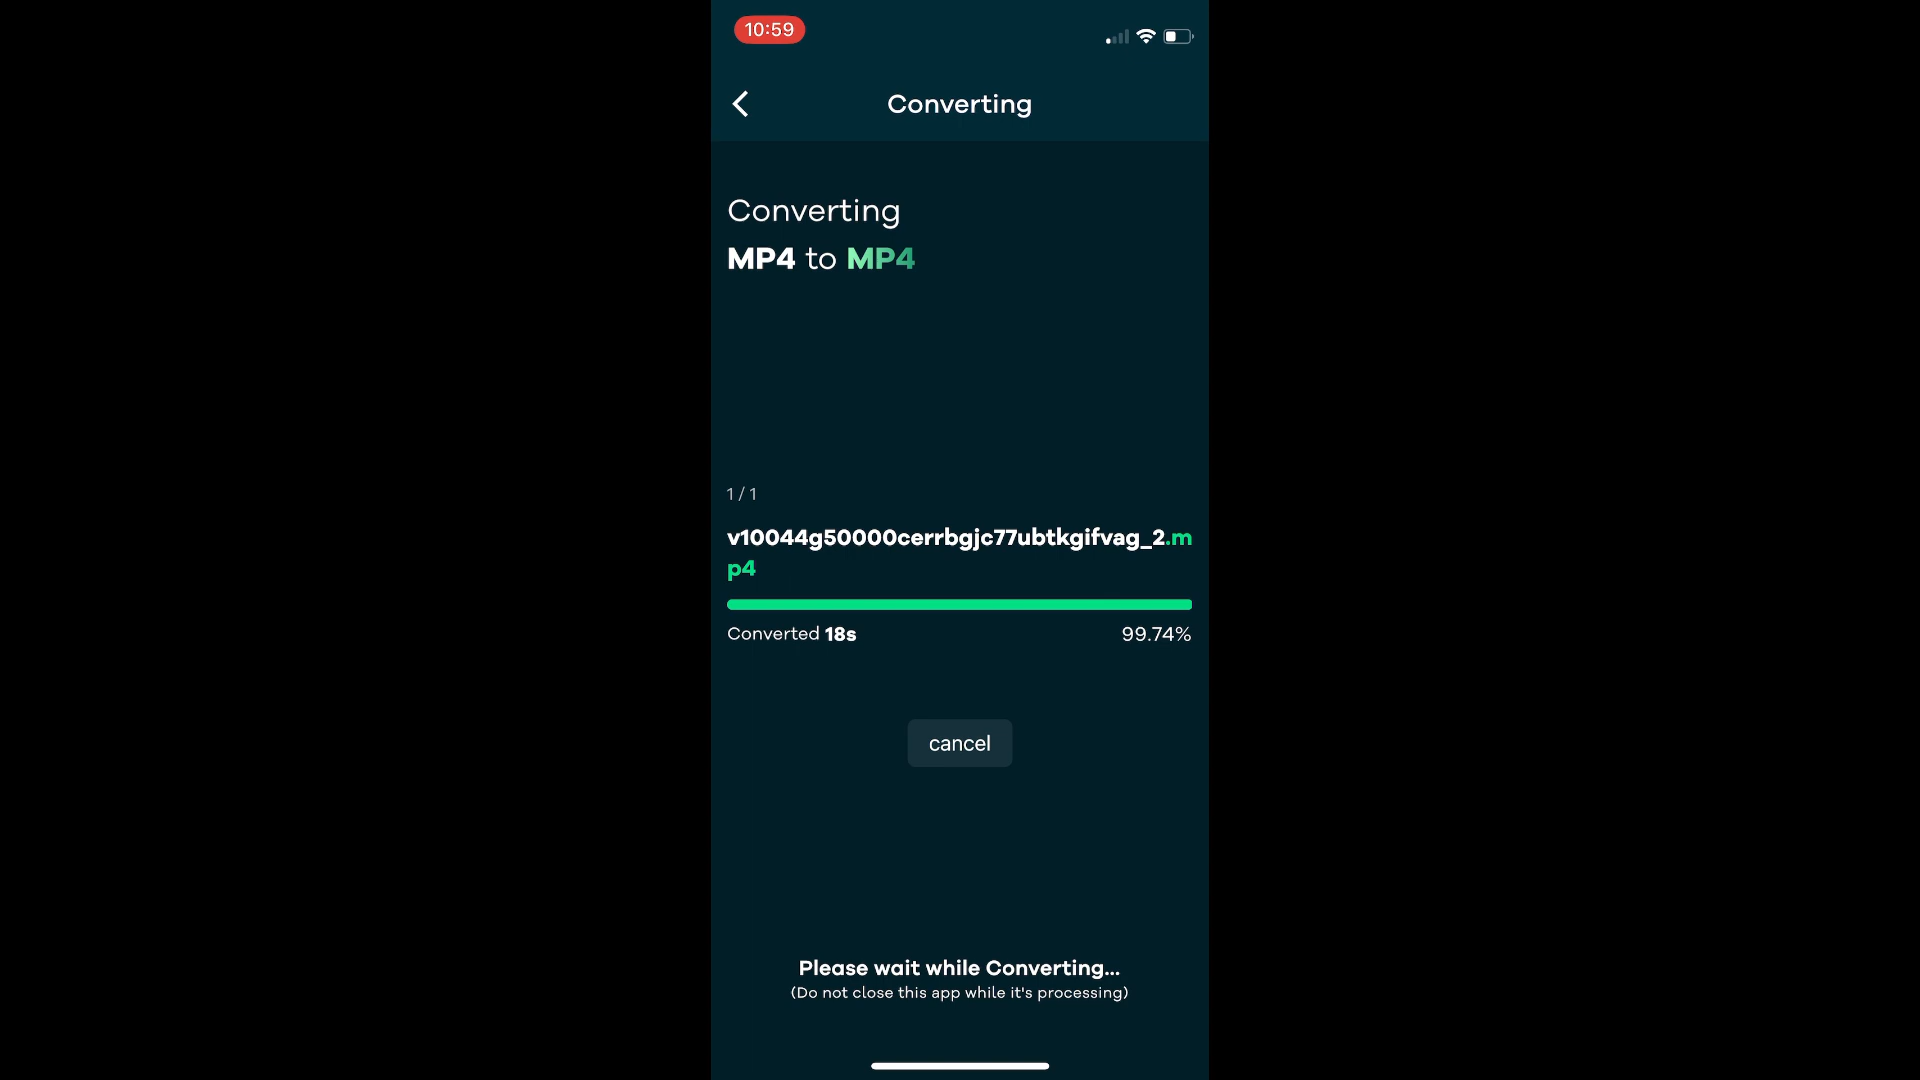 10:59
Converting
Converting
MP4 to MP4
1 / 1
v10044g50000cerrbgjc77ubtkgifvag_2.m
p4
Converted 18s 99.74%
cancel
Please wait while Converting...
(Do not close this app while it's processing)